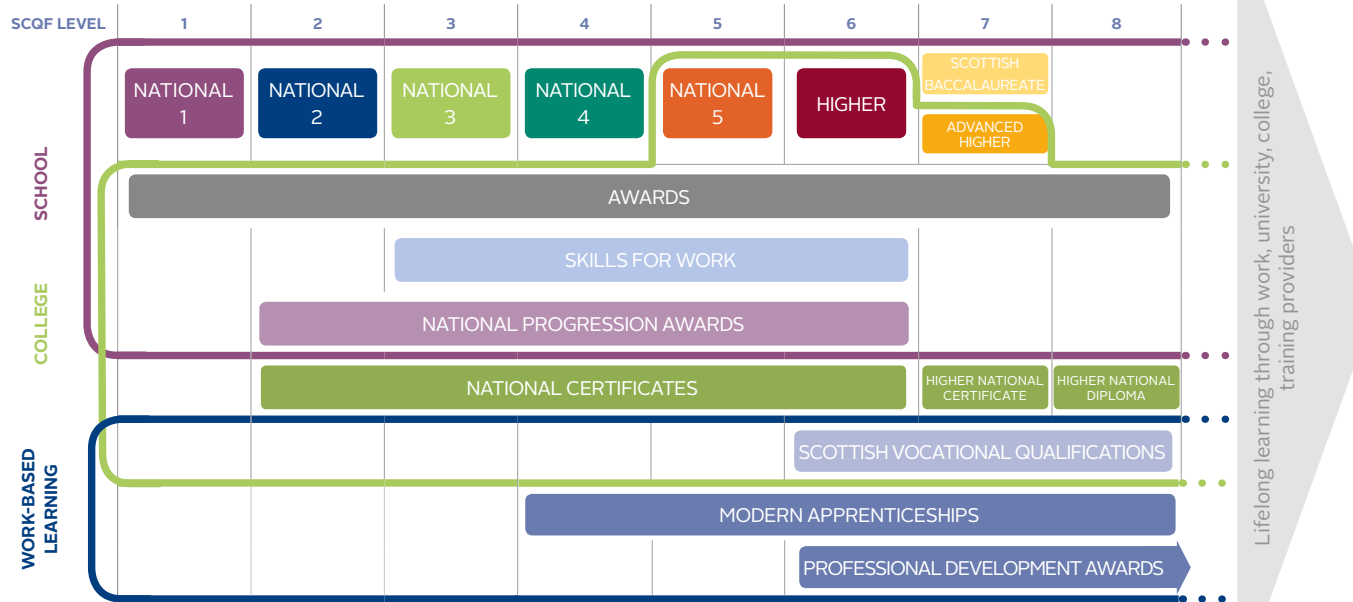 SCQF LEVEL 1 2 3 4 5 6 7 8
NATIONAL
1
NATIONAL
2
NATIONAL
3
NATIONAL
4
NATIONAL
5
HIGHER
SCOTTISH
BACCALAUREATE
ADVANCED
HIGHER
SCHOOL
AWARDS
SKILLS FOR WORK
COLLEGE
NATIONAL PROGRESSION AWARDS
NATIONAL CERTIFICATES
HIGHER NATIONAL
CERTIFICATE
HIGHER NATIONAL
DIPLOMA
WORK-BASED
LEARNING
SCOTTISH VOCATIONAL QUALIFICATIONS
MODERN APPRENTICESHIPS
PROFESSIONAL DEVELOPMENT AWARDS
Lifelong learning through work, university, college,
training providers